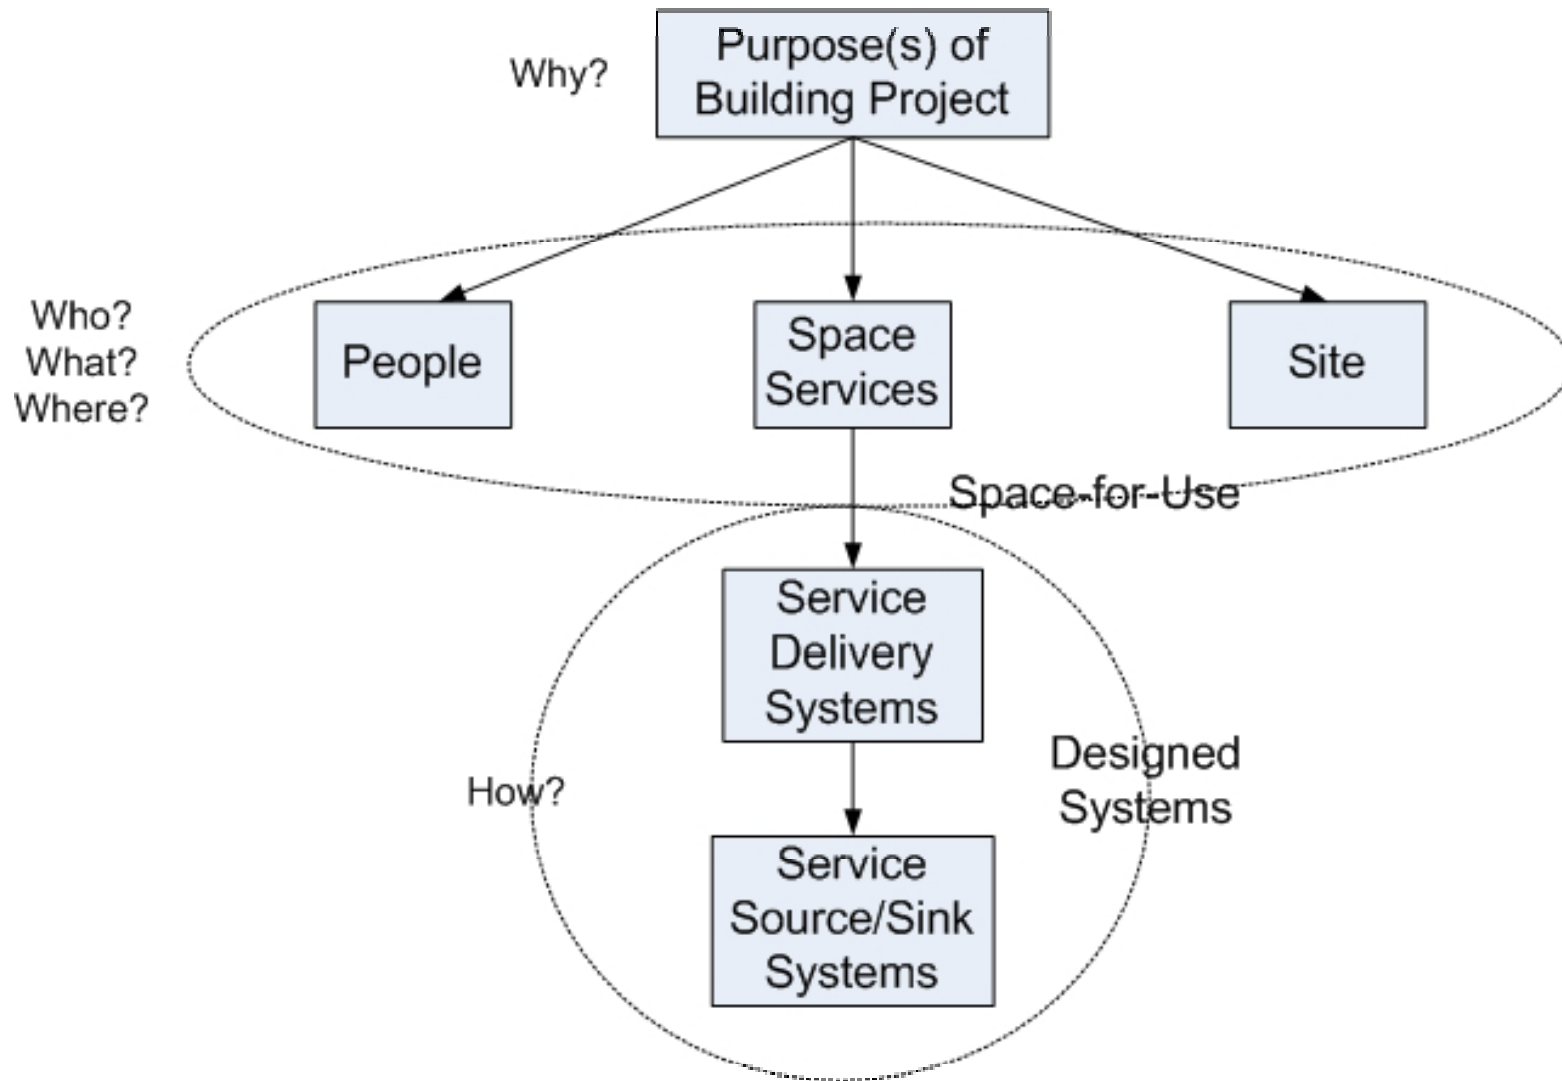 Why?
Purpose(s) of
Building Project
Who?
What?
Where?
People
Space
Services
Site
Space-for-Use
Service
Delivery
Systems
How?
Designed
Systems
Service
Source/Sink
Systems